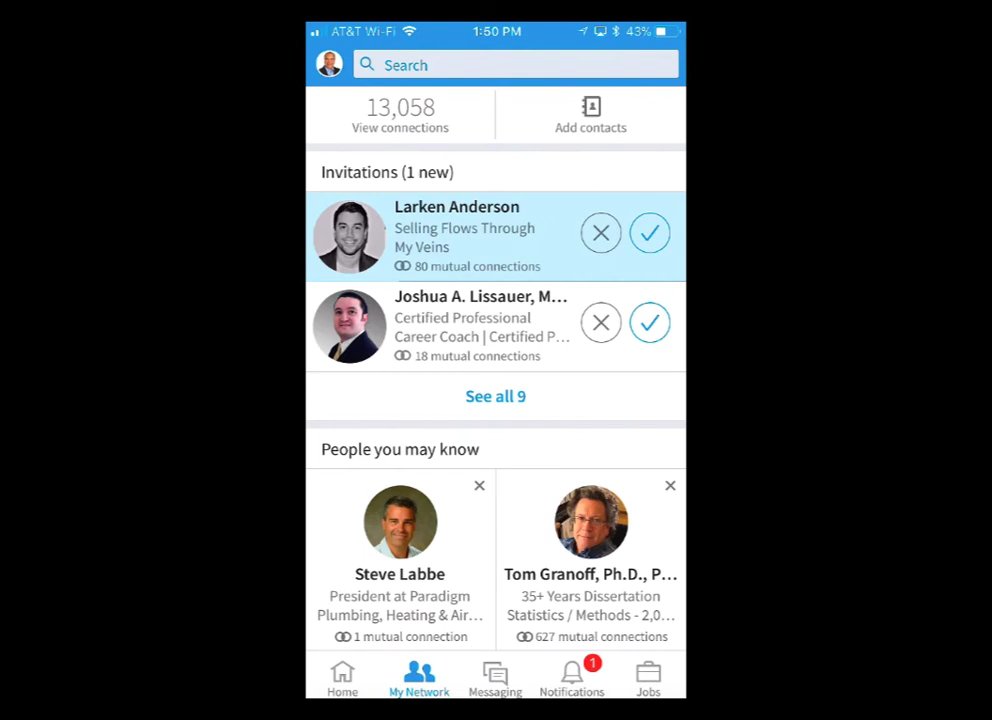 AT&T Wi-Fi 1:50 PM 43%
Search
13,058
View connections
Add contacts
Invitations (1 new)
Larken Anderson
Selling Flows Through
My Veins
80 mutual connections
Joshua A. Lissauer, M...
Certified Professional
Career Coach | Certified P...
18 mutual connections
See all 9
People you may know
Steve Labbe
President at Paradigm
Plumbing, Heating & Air...
1 mutual connection
Tom Granoff, Ph.D., P...
35+ Years Dissertation
Statistics / Methods - 2,0...
627 mutual connections
1
Home My Network Messaging Notifications Jobs